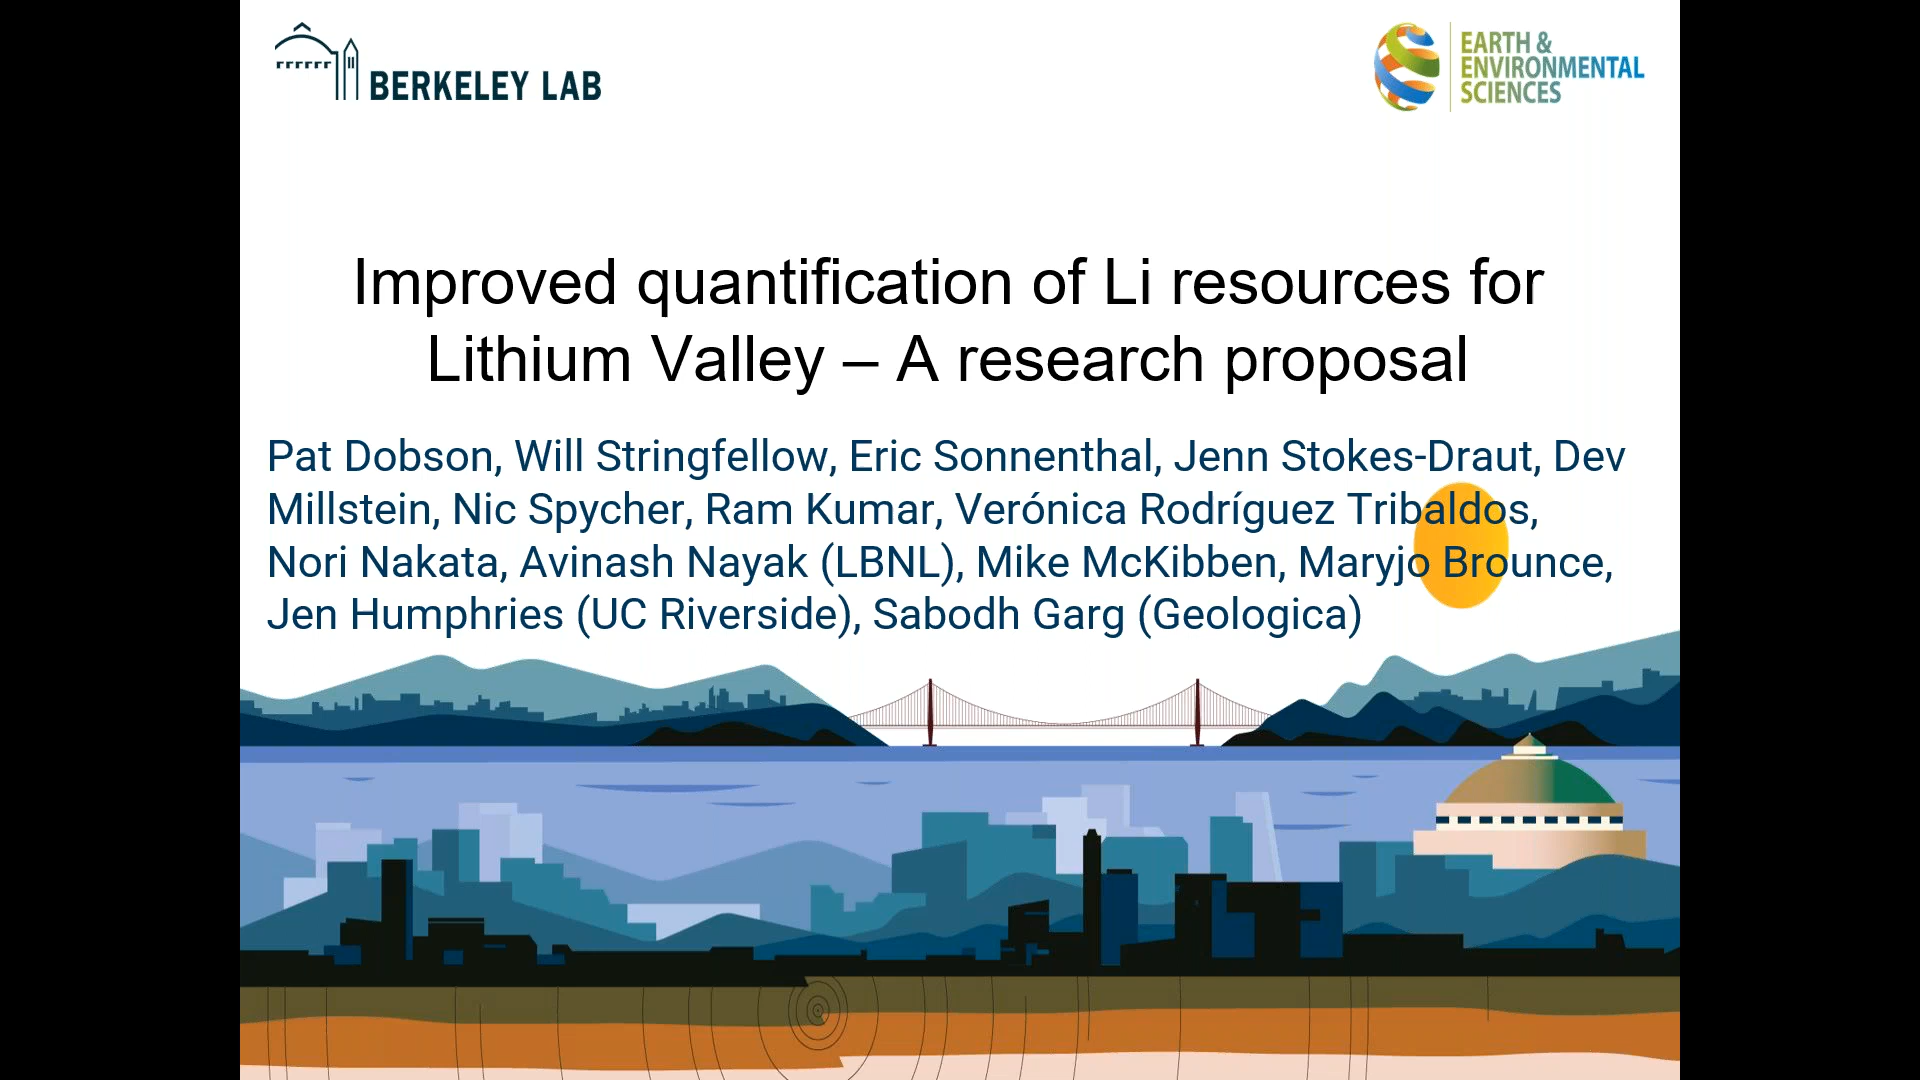 BERKELEY LAB
EARTH &
ENVIRONMENTAL
SCIENCES
Improved quantification of Li resources for
Lithium Valley – A research proposal
Pat Dobson, Will Stringfellow, Eric Sonnenthal, Jenn Stokes-Draut, Dev
Millstein, Nic Spycher, Ram Kumar, Verónica Rodríguez Tribaldos,
Nori Nakata, Avinash Nayak (LBNL), Mike McKibben, Maryjo Brounce,
Jen Humphries (UC Riverside), Sabodh Garg (Geologica)